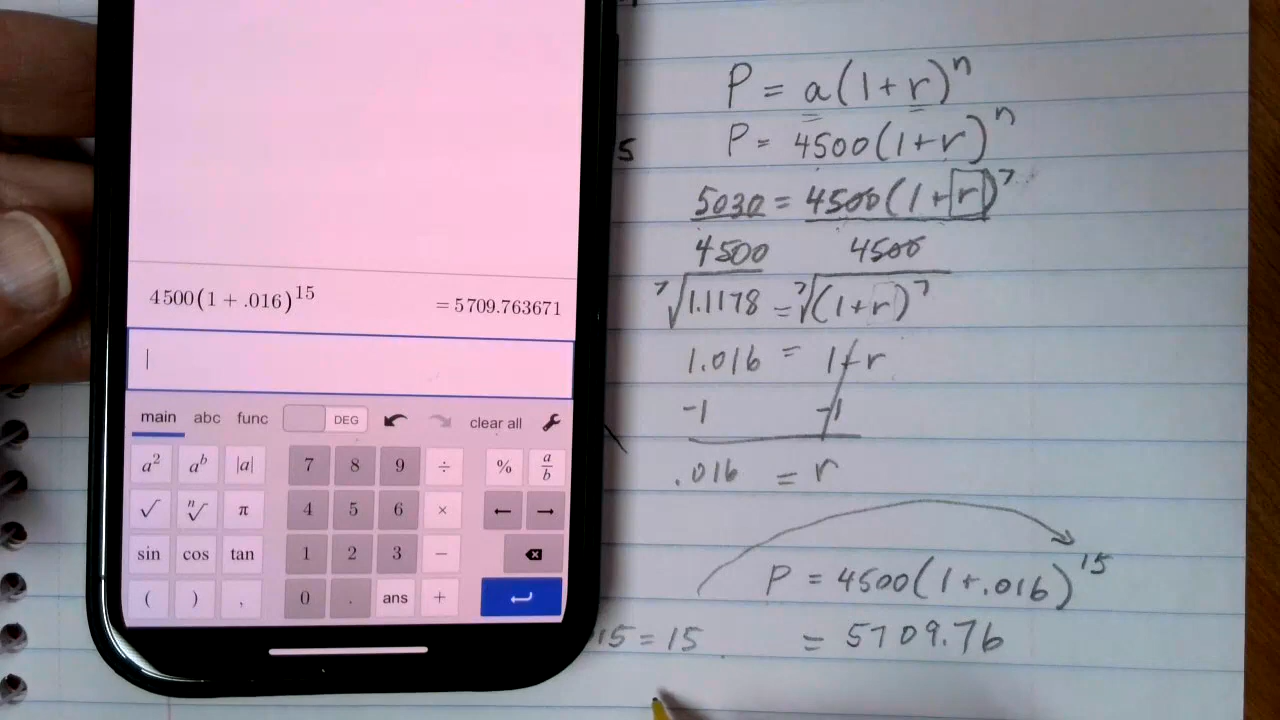 4500(1 + .016)^15 = 5709.763671
main abc func DEG clear all
a² a^b |a| 7 8 9 ÷ % a/b
√ ⁿ√ π 4 5 6 × ← →
sin cos tan 1 2 3 −
( ) , 0 . ans +
5
15 = 15
P = a(1+r)^n
P = 4500(1+r)^n
5030 = 4500(1+r)^7
4500 4500
⁷√1.1178 = ⁷√(1+r)^7
1.016 = 1+r
-1 -1
.016 = r
P = 4500(1+.016)^15
= 5709.76